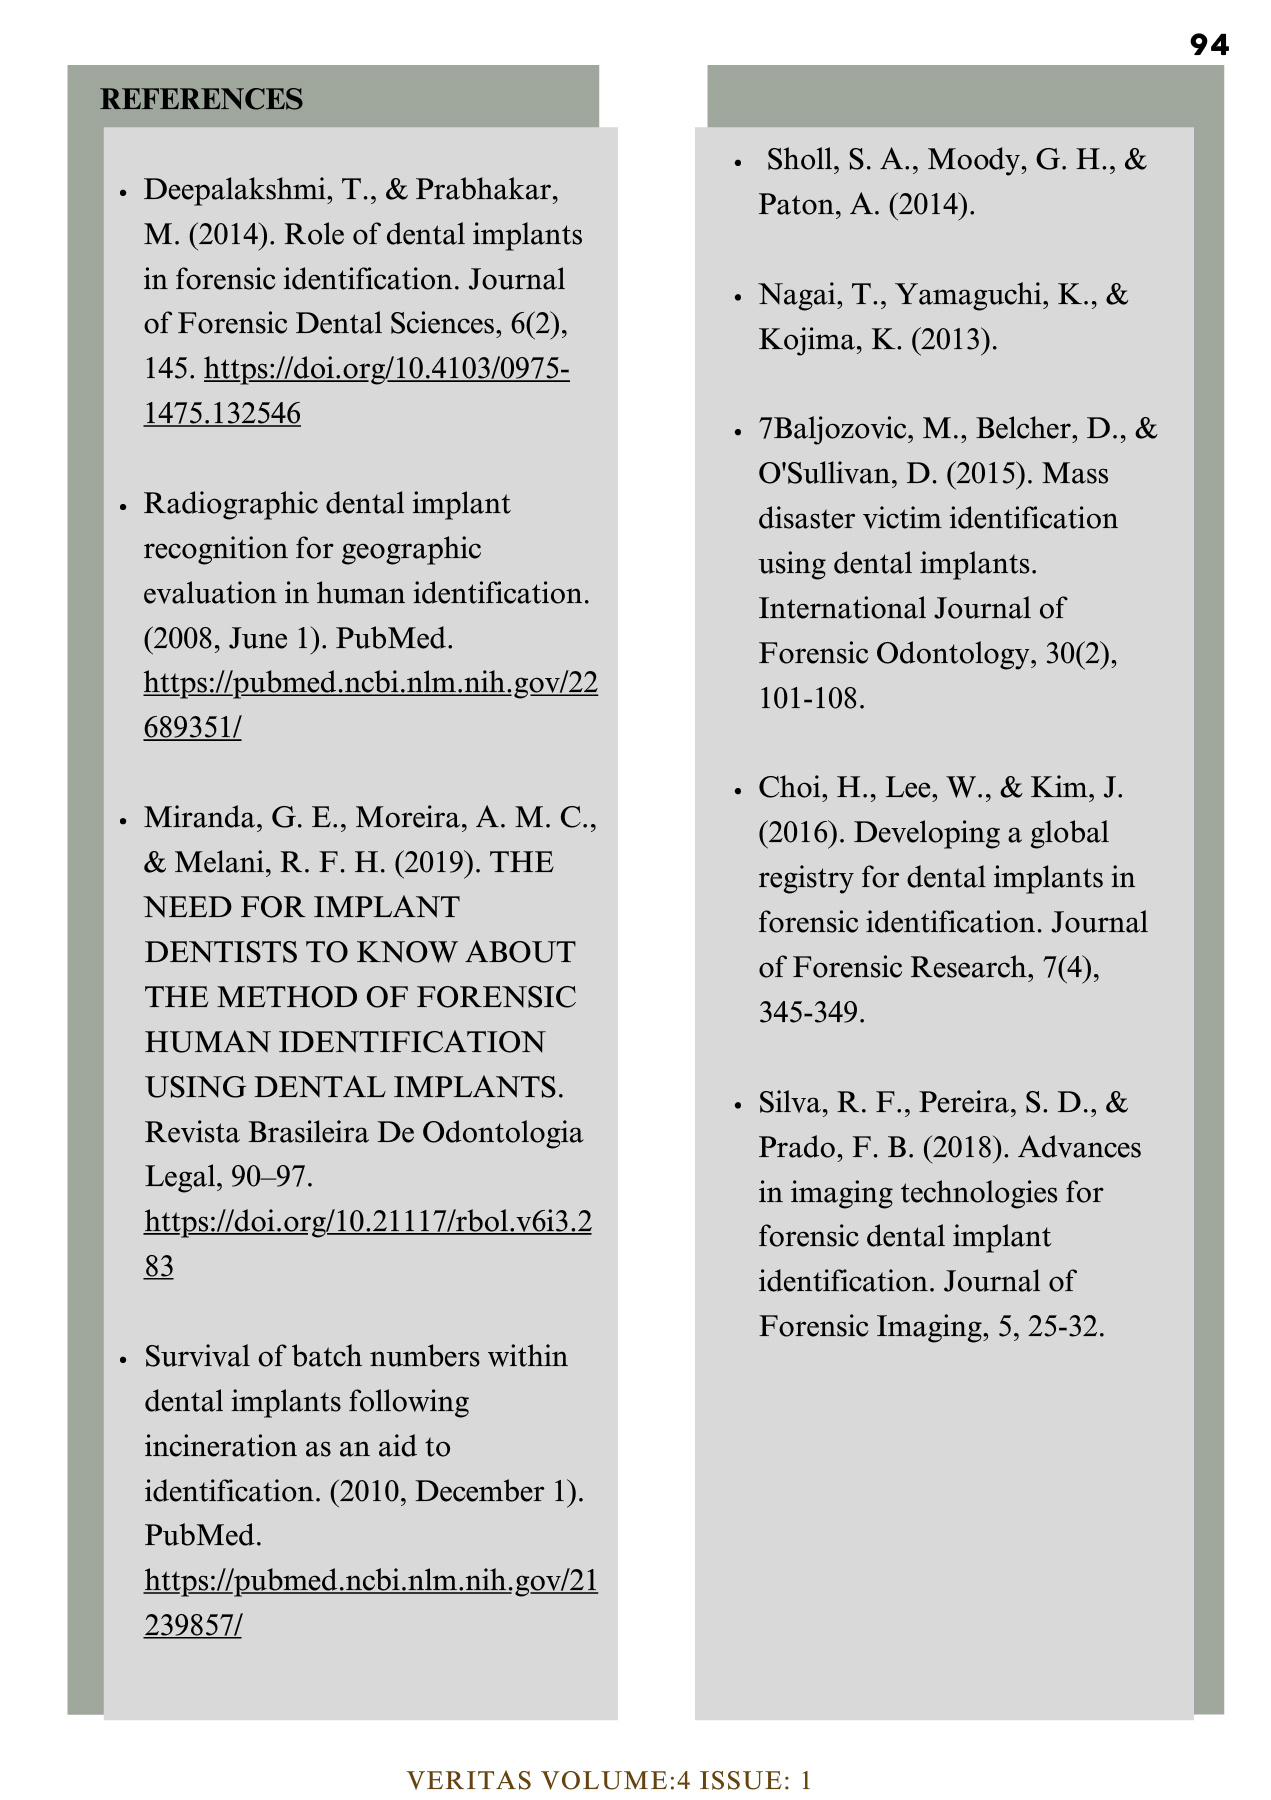 94
REFERENCES
• Deepalakshmi, T., & Prabhakar,
M. (2014). Role of dental implants
in forensic identification. Journal
of Forensic Dental Sciences, 6(2),
145. https://doi.org/10.4103/0975-
1475.132546
• Radiographic dental implant
recognition for geographic
evaluation in human identification.
(2008, June 1). PubMed.
https://pubmed.ncbi.nlm.nih.gov/22
689351/
• Miranda, G. E., Moreira, A. M. C.,
& Melani, R. F. H. (2019). THE
NEED FOR IMPLANT
DENTISTS TO KNOW ABOUT
THE METHOD OF FORENSIC
HUMAN IDENTIFICATION
USING DENTAL IMPLANTS.
Revista Brasileira De Odontologia
Legal, 90–97.
https://doi.org/10.21117/rbol.v6i3.2
83
• Survival of batch numbers within
dental implants following
incineration as an aid to
identification. (2010, December 1).
PubMed.
https://pubmed.ncbi.nlm.nih.gov/21
239857/
• Sholl, S. A., Moody, G. H., &
Paton, A. (2014).
• Nagai, T., Yamaguchi, K., &
Kojima, K. (2013).
• 7Baljozovic, M., Belcher, D., &
O'Sullivan, D. (2015). Mass
disaster victim identification
using dental implants.
International Journal of
Forensic Odontology, 30(2),
101-108.
• Choi, H., Lee, W., & Kim, J.
(2016). Developing a global
registry for dental implants in
forensic identification. Journal
of Forensic Research, 7(4),
345-349.
• Silva, R. F., Pereira, S. D., &
Prado, F. B. (2018). Advances
in imaging technologies for
forensic dental implant
identification. Journal of
Forensic Imaging, 5, 25-32.
VERITAS VOLUME:4 ISSUE: 1